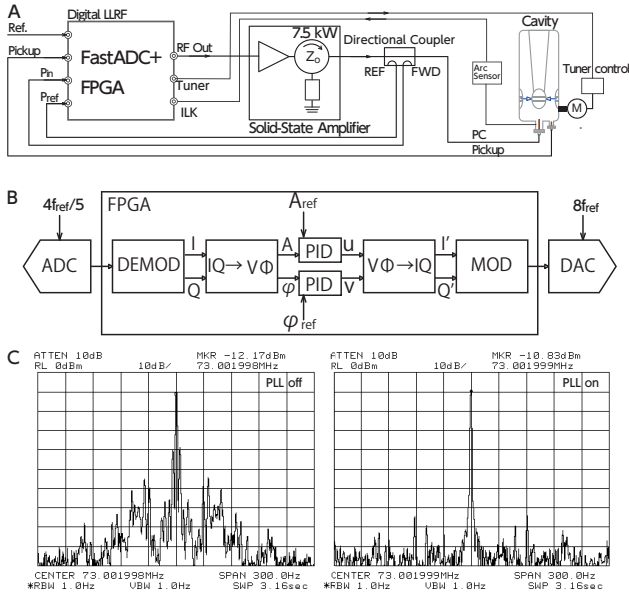 A
Digital LLRF
Ref.
Pickup
Pin
Pref
FastADC+
FPGA
RF Out
Tuner
ILK
7.5 kW
Zo
Solid-State Amplifier
Directional Coupler
REF FWD
Arc
Sensor
Cavity
Tuner control
M
PC
Pickup
B
4fref/5
FPGA
Aref
8fref
ADC
DEMOD
I
Q
IQ→VΦ
A
φ
PID
PID
u
v
VΦ→IQ
I'
Q'
MOD
DAC
φref
C
ATTEN 10dB MKR -12.17dBm
RL 0dBm 10dB/ 73.001998MHz
PLL off
CENTER 73.001998MHz SPAN 300.0Hz
*RBW 1.0Hz VBW 1.0Hz SWP 3.16sec
ATTEN 10dB MKR -10.83dBm
RL 0dBm 10dB/ 73.001999MHz
PLL on
CENTER 73.001999MHz SPAN 300.0Hz
*RBW 1.0Hz VBW 1.0Hz SWP 3.16sec